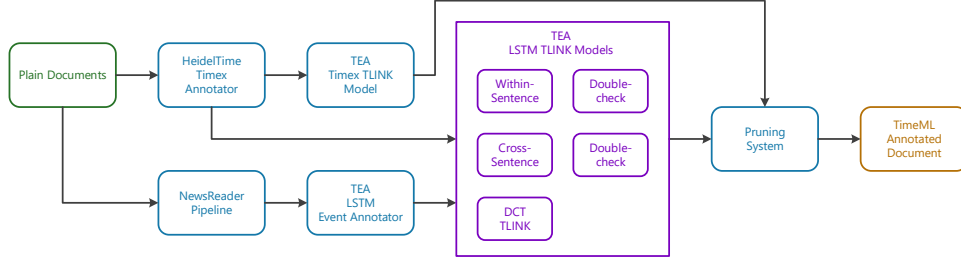 Plain Documents
HeidelTime
Timex
Annotator
TEA
Timex TLINK
Model
TEA
LSTM TLINK Models
Within-
Sentence
Double-
check
Cross-
Sentence
Double-
check
DCT
TLINK
NewsReader
Pipeline
TEA
LSTM
Event Annotator
Pruning
System
TimeML
Annotated
Document